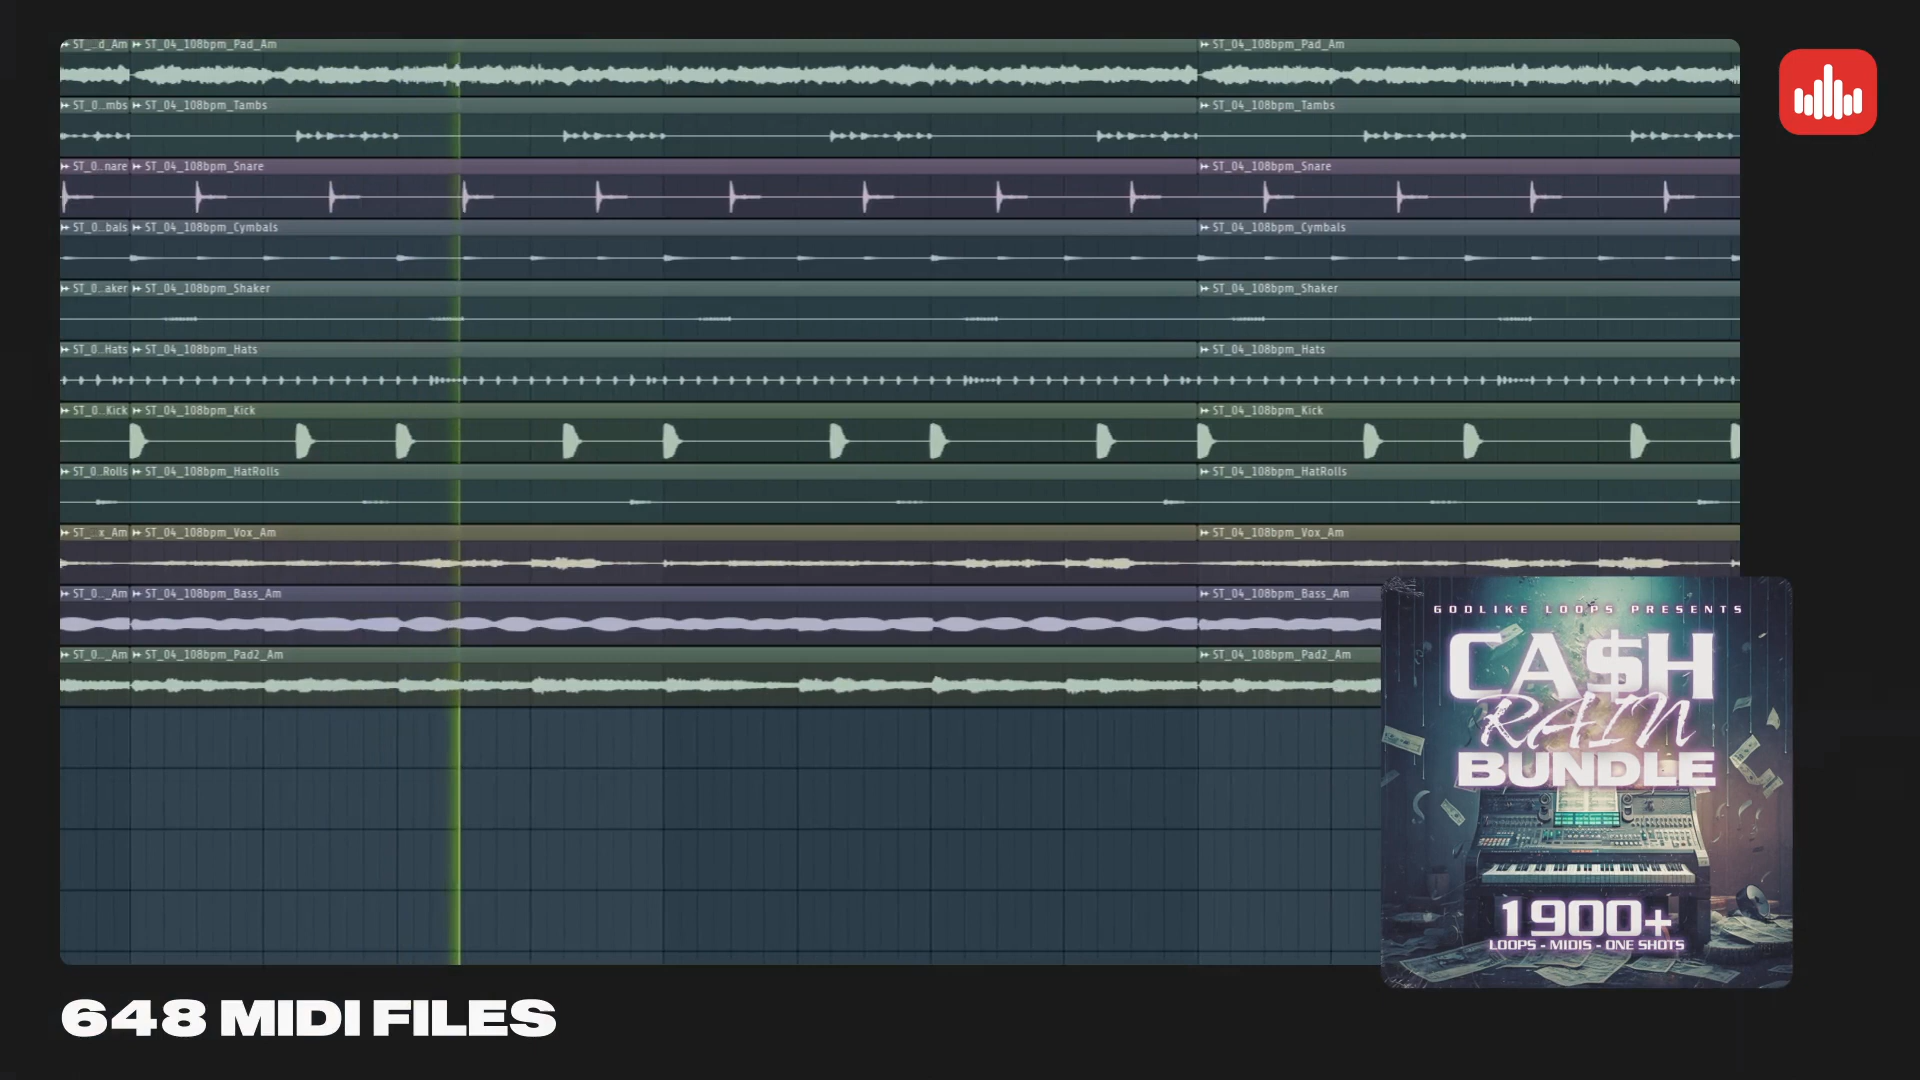 ST_...d_Am ST_04_108bpm_Pad_Am ST_04_108bpm_Pad_Am
ST_0...mbs ST_04_108bpm_Tambs ST_04_108bpm_Tambs
ST_0...nare ST_04_108bpm_Snare ST_04_108bpm_Snare
ST_0...bals ST_04_108bpm_Cymbals ST_04_108bpm_Cymbals
ST_0...aker ST_04_108bpm_Shaker ST_04_108bpm_Shaker
ST_0...Hats ST_04_108bpm_Hats ST_04_108bpm_Hats
ST_0...Kick ST_04_108bpm_Kick ST_04_108bpm_Kick
ST_0...Rolls ST_04_108bpm_HatRolls ST_04_108bpm_HatRolls
ST_...x_Am ST_04_108bpm_Vox_Am ST_04_108bpm_Vox_Am
ST_0..._Am ST_04_108bpm_Bass_Am ST_04_108bpm_Bass_Am
ST_0..._Am ST_04_108bpm_Pad2_Am ST_04_108bpm_Pad2_Am
GODLIKE LOOPS PRESENTS
CA$H
RAIN
BUNDLE
1900+
LOOPS - MIDIS - ONE SHOTS
648 MIDI FILES